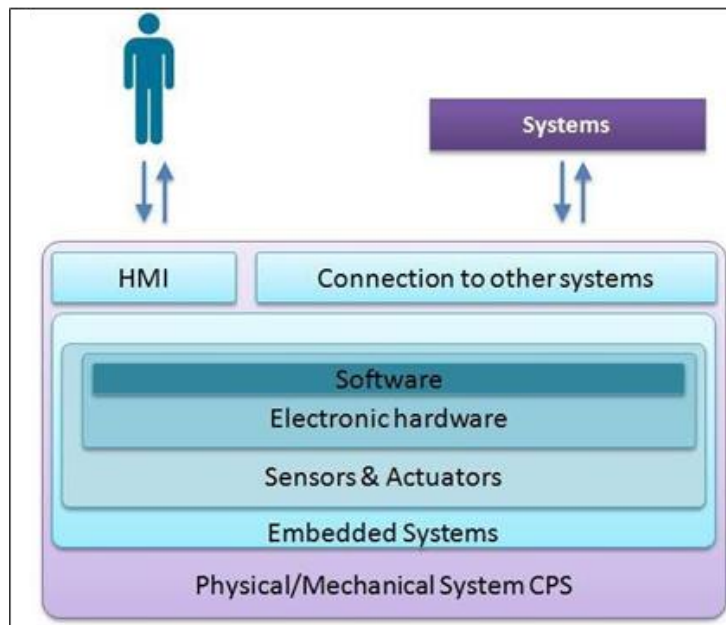 Systems
HMI
Connection to other systems
Software
Electronic hardware
Sensors & Actuators
Embedded Systems
Physical/Mechanical System CPS